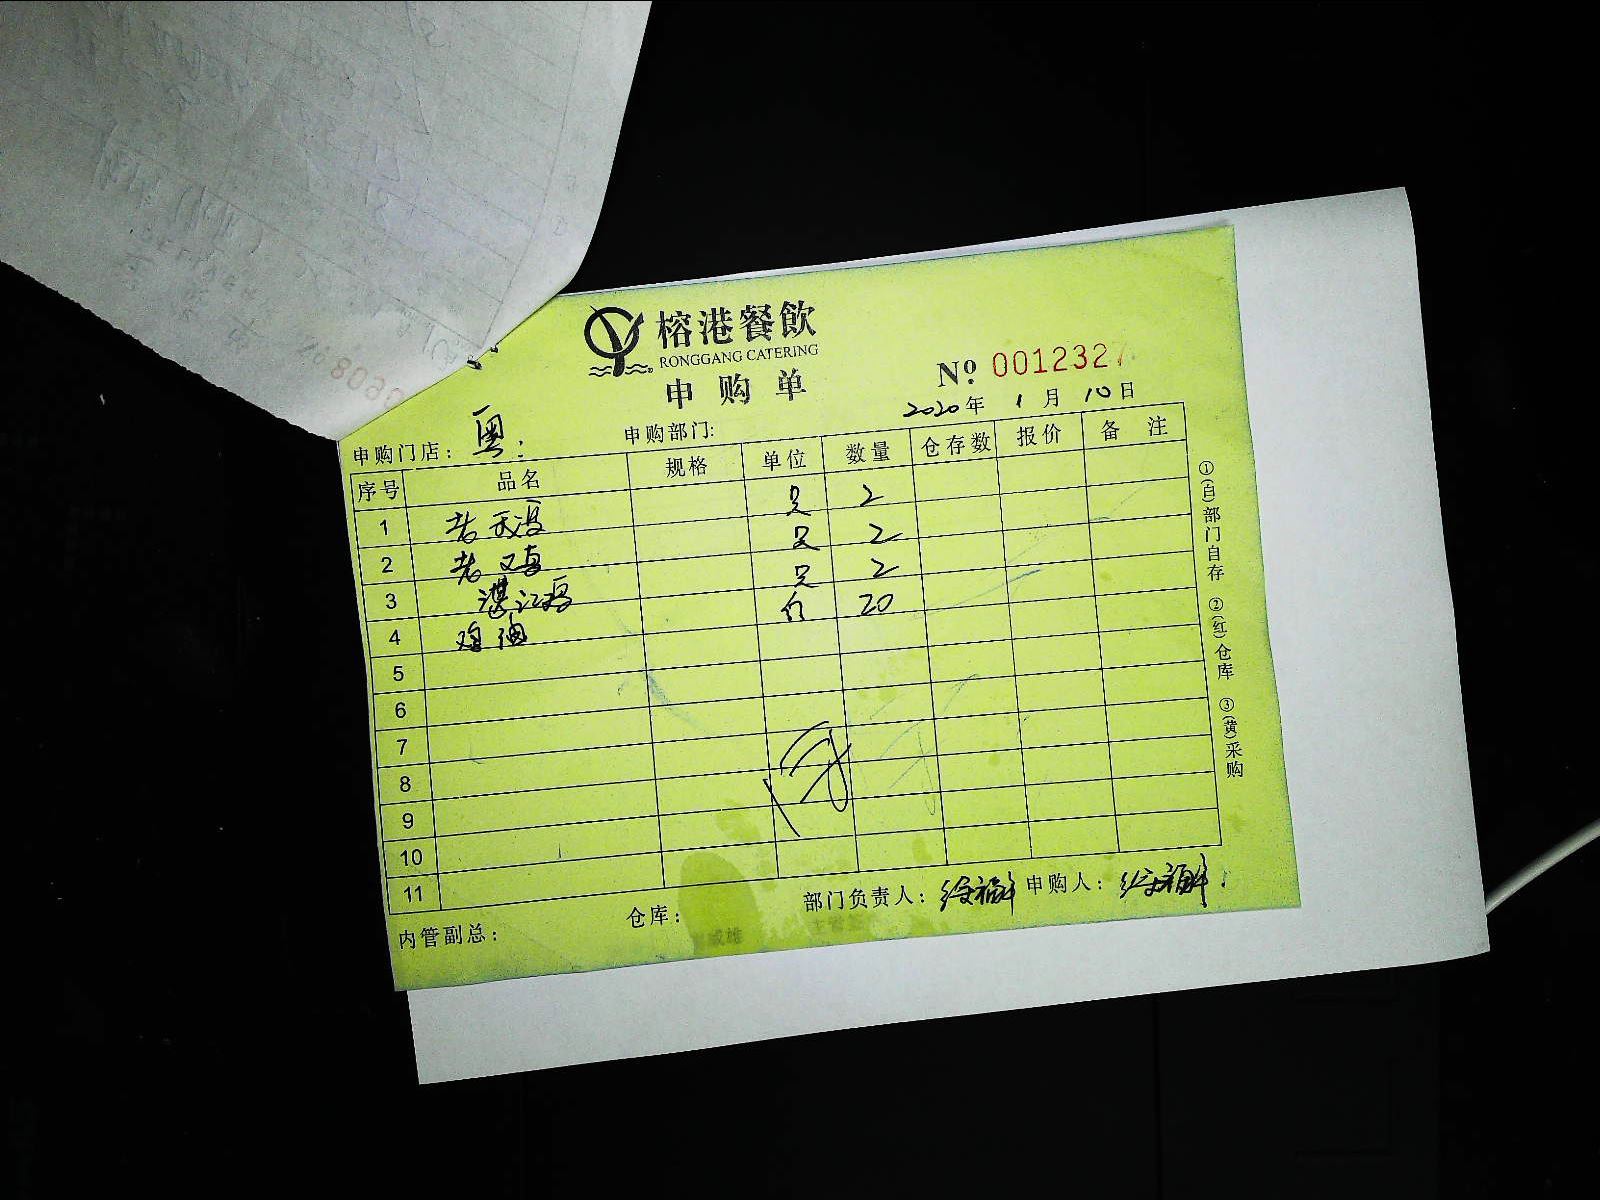 榕港餐飲
RONGGANG CATERING
申购单
№ 0012327
2020年 1月 10日
申购门店: 粤 申购部门:
序号 品名 规格 单位 数量 仓存数 报价 备 注
1 老 只 2
2 老鸡 只 2
3 湛江鸡 只 2
4 鸡油 斤 20
5
6
7
8
9
10
11
内管副总: 仓库: 部门负责人: 申购人:
①(白)部门自存 ②(红)仓库 ③(黄)采购